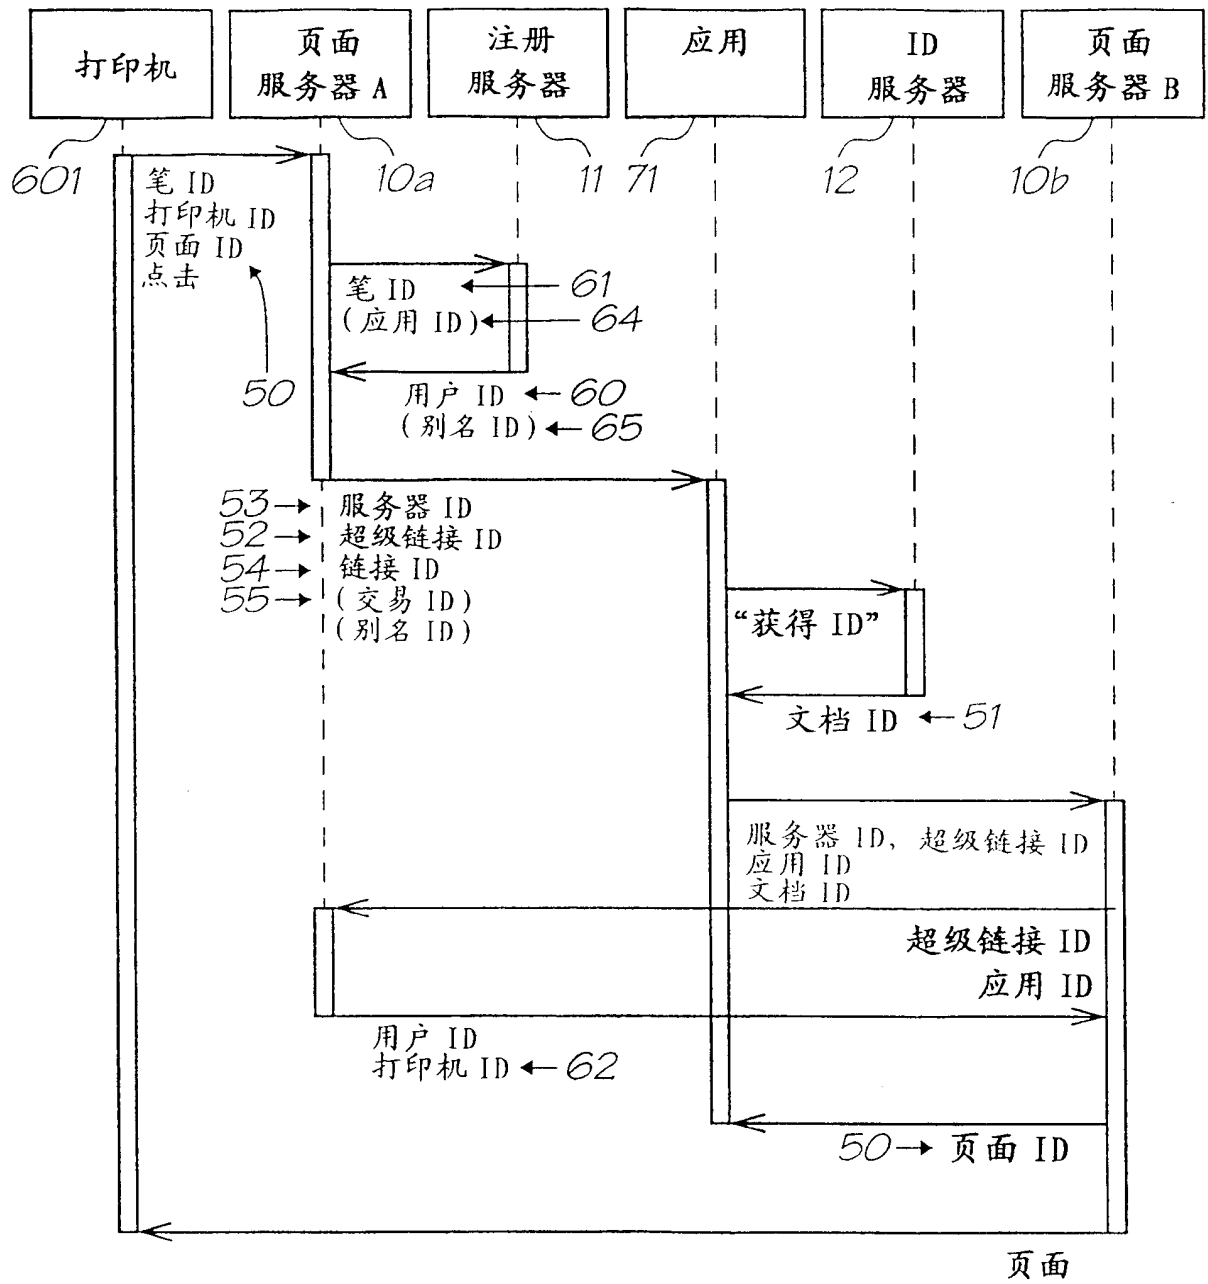 打印机
页面
服务器 A
注册
服务器
应用
ID
服务器
页面
服务器 B
601
10a
11
71
12
10b
笔 ID
打印机 ID
页面 ID
点击
50
笔 ID
61
(应用 ID)
64
用户 ID
60
(别名 ID)
65
53
服务器 ID
52
超级链接 ID
54
链接 ID
55
(交易 ID)
(别名 ID)
“获得 ID”
文档 ID
51
服务器 ID, 超级链接 ID
应用 ID
文档 ID
超级链接 ID
应用 ID
用户 ID
打印机 ID
62
50
页面 ID
页面